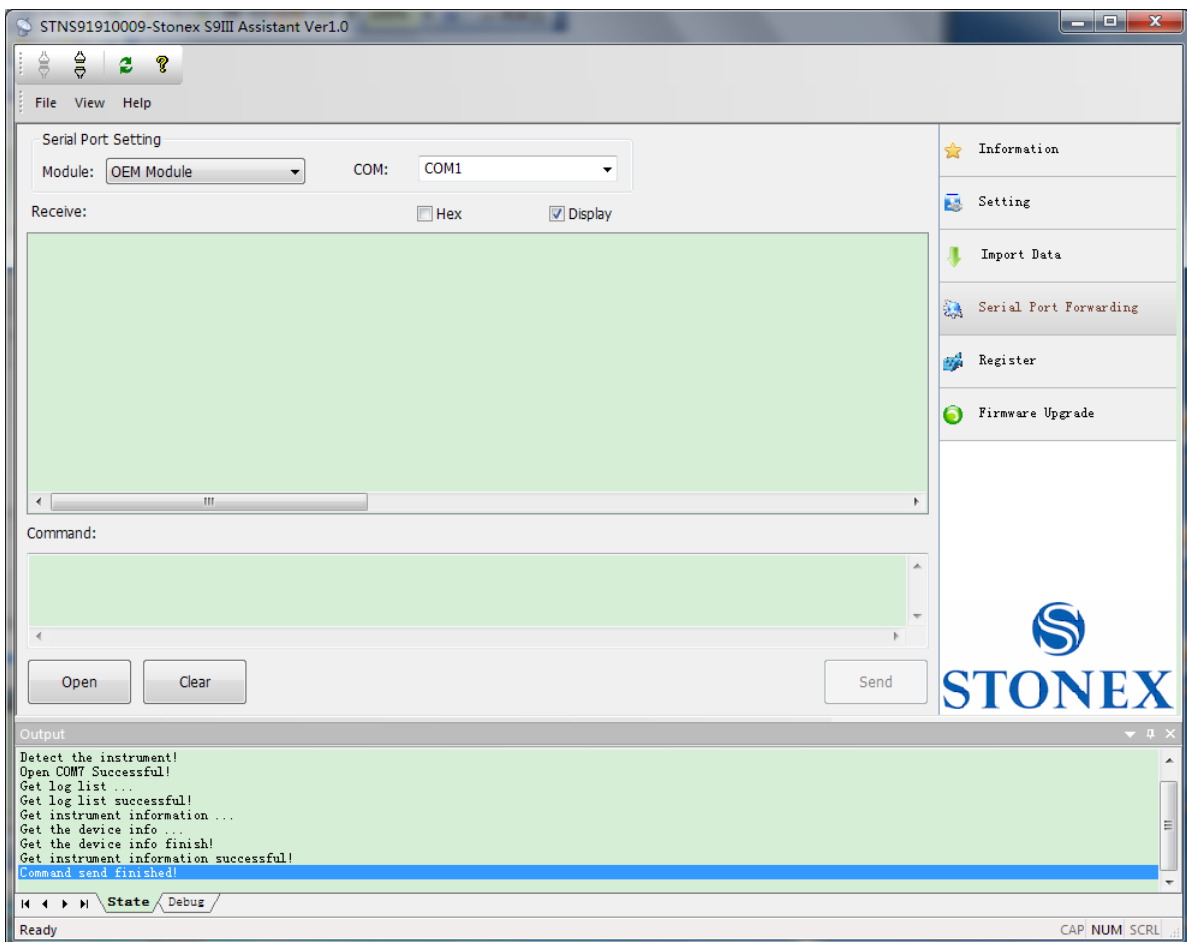 STNS91910009-Stonex S9III Assistant Ver1.0
File View Help
Serial Port Setting
Module: OEM Module COM: COM1
Receive: Hex Display
Information
Setting
Import Data
Serial Port Forwarding
Register
Firmware Upgrade
Command:
Open Clear Send
STONEX
Output
Detect the instrument!
Open COM7 Successful!
Get log list ...
Get log list successful!
Get instrument information ...
Get the device info ...
Get the device info finish!
Get instrument information successful!
Command send finished!
State Debug
Ready CAP NUM SCRL